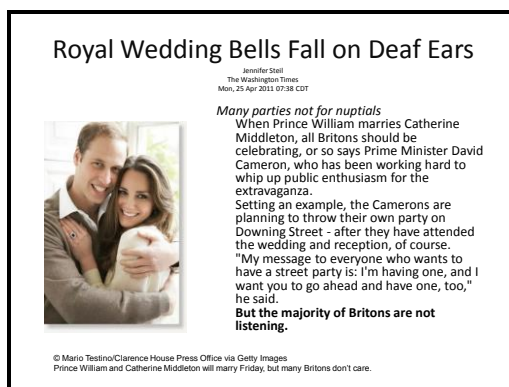 Royal Wedding Bells Fall on Deaf Ears
Jennifer Steil
The Washington Times
Mon, 25 Apr 2011 07:38 CDT
Many parties not for nuptials
When Prince William marries Catherine
Middleton, all Britons should be
celebrating, or so says Prime Minister David
Cameron, who has been working hard to
whip up public enthusiasm for the
extravaganza.
Setting an example, the Camerons are
planning to throw their own party on
Downing Street - after they have attended
the wedding and reception, of course.
"My message to everyone who wants to
have a street party is: I'm having one, and I
want you to go ahead and have one, too,"
he said.
But the majority of Britons are not
listening.
© Mario Testino/Clarence House Press Office via Getty Images
Prince William and Catherine Middleton will marry Friday, but many Britons don't care.